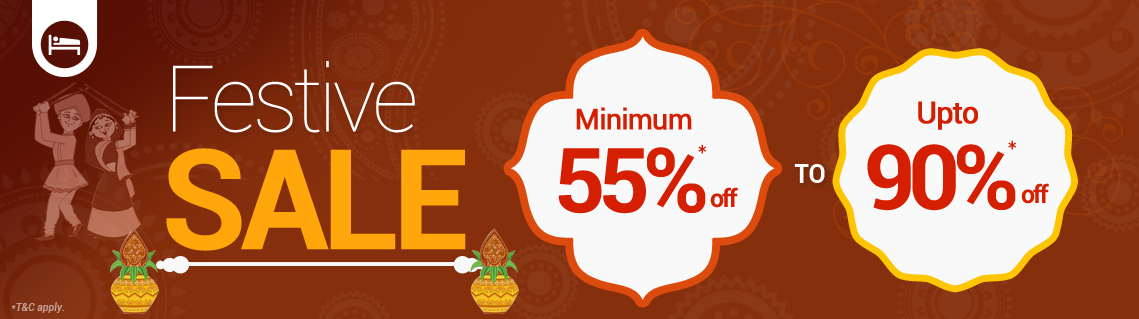 Festive
SALE
Minimum
55%*off
TO
Upto
90%*off
*T&C apply.